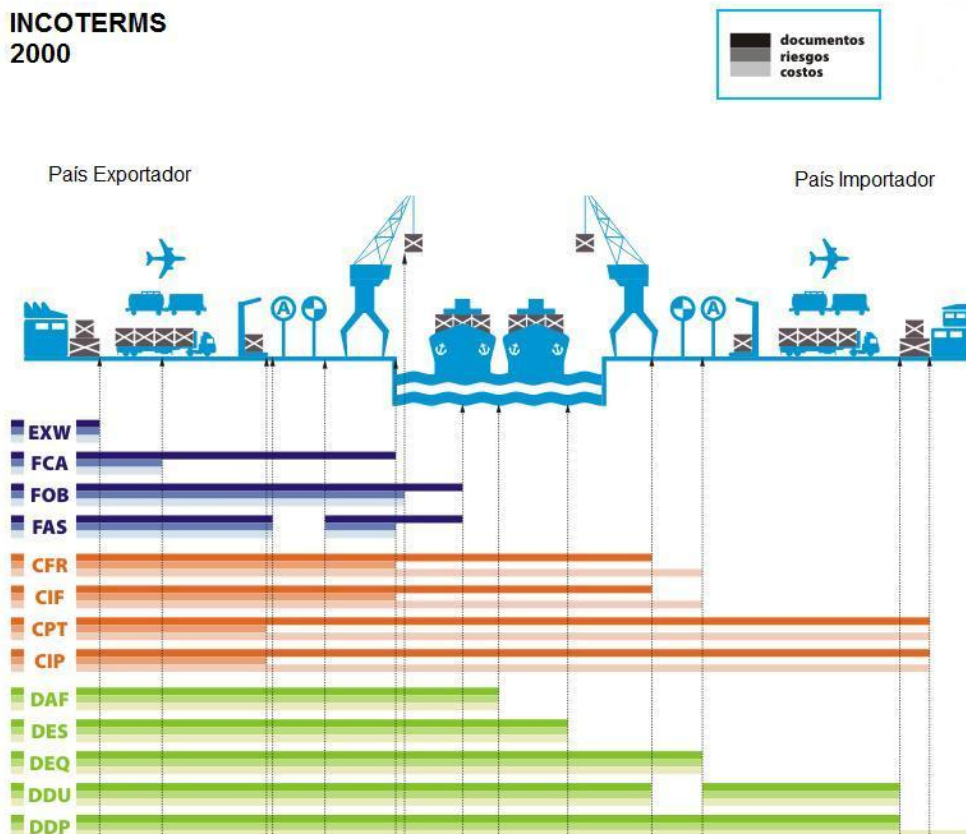 INCOTERMS
2000
documentos
riesgos
costos
País Exportador
País Importador
A
A
EXW
FCA
FOB
FAS
CFR
CIF
CPT
CIP
DAF
DES
DEQ
DDU
DDP